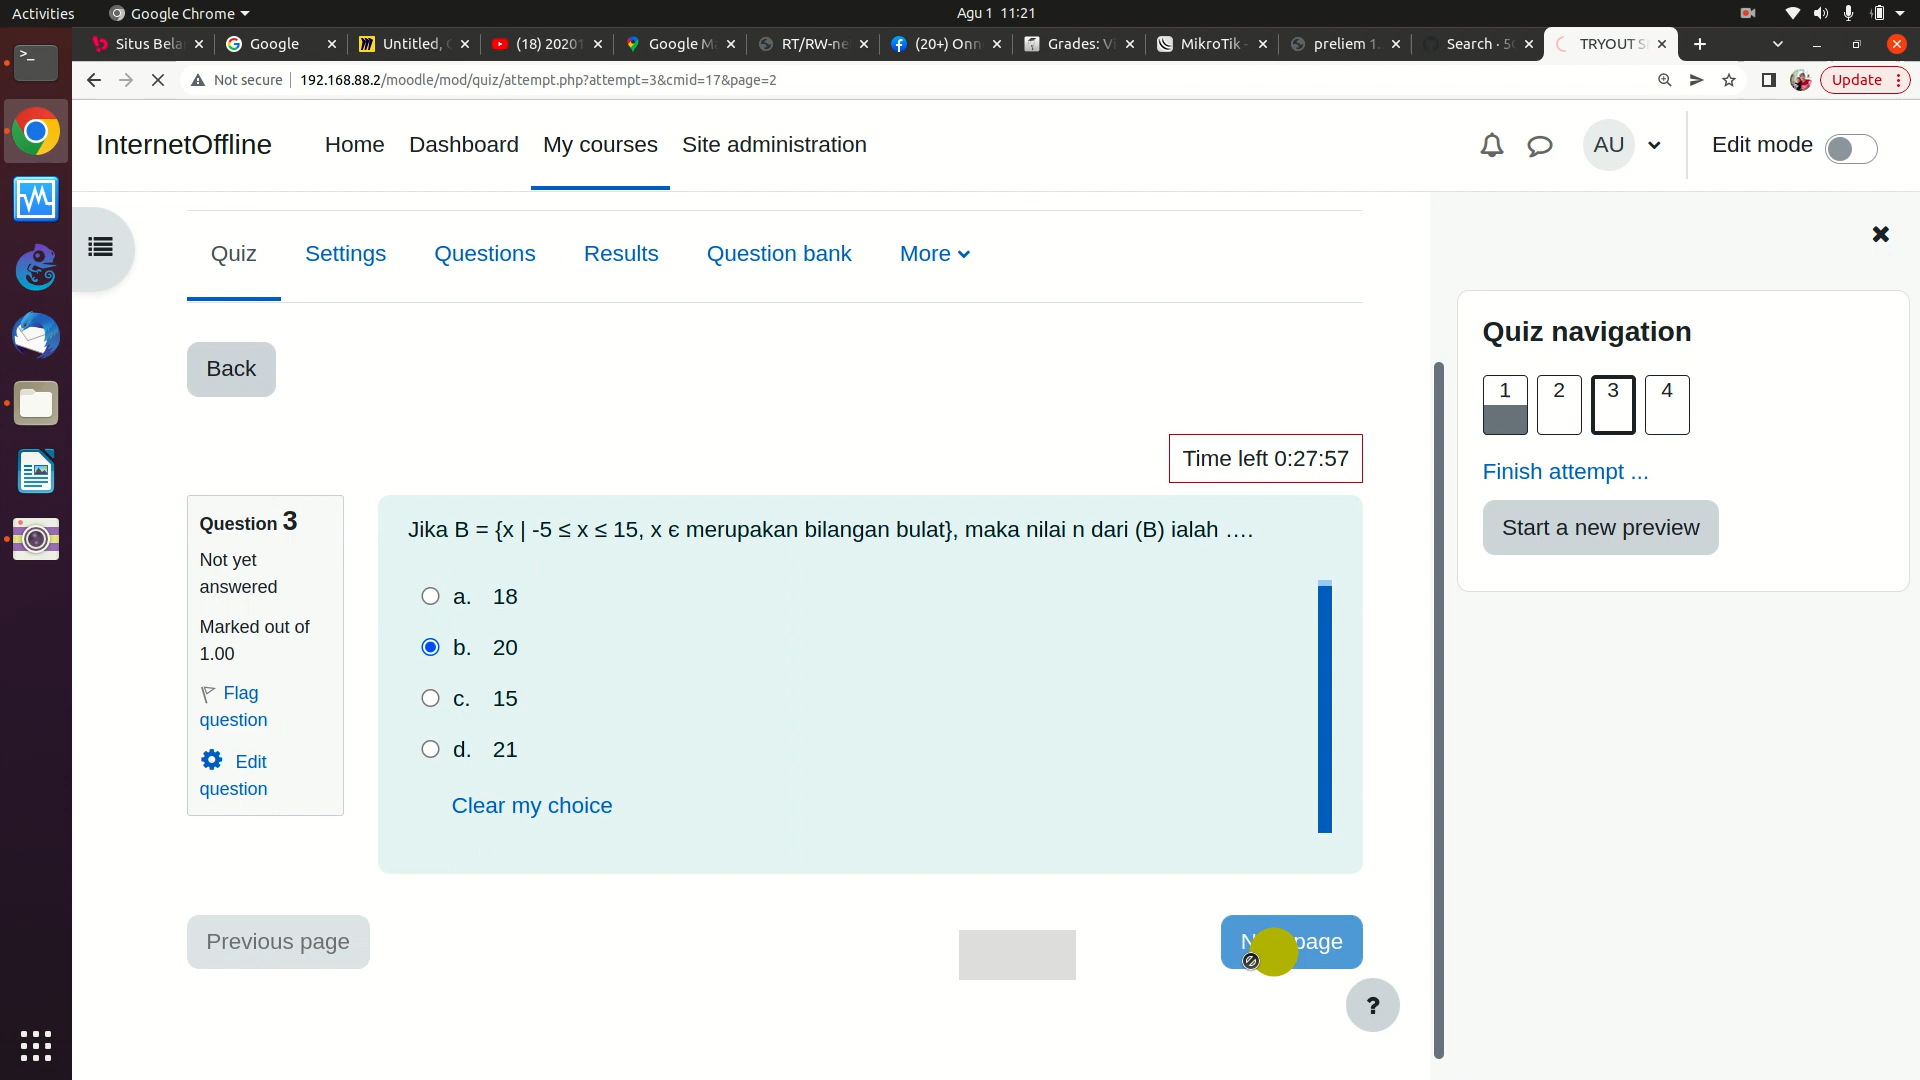 Activities
Google Chrome
Agu 1 11:21
Situs Bela
Google
Untitled,
(18) 20201
Google M
RT/RW-ne
(20+) Onn
Grades: Vi
MikroTik -
preliem 1.
Search · 5
TRYOUT S
Not secure
192.168.88.2/moodle/mod/quiz/attempt.php?attempt=3&cmid=17&page=2
Update
InternetOffline
Home
Dashboard
My courses
Site administration
AU
Edit mode
Quiz
Settings
Questions
Results
Question bank
More
Back
Time left 0:27:57
Question 3
Not yet
answered
Marked out of
1.00
Flag
question
Edit
question
Jika B = {x | -5 ≤ x ≤ 15, x є merupakan bilangan bulat}, maka nilai n dari (B) ialah ….
a. 18
b. 20
c. 15
d. 21
Clear my choice
Previous page
page
?
Quiz navigation
1 2 3 4
Finish attempt ...
Start a new preview